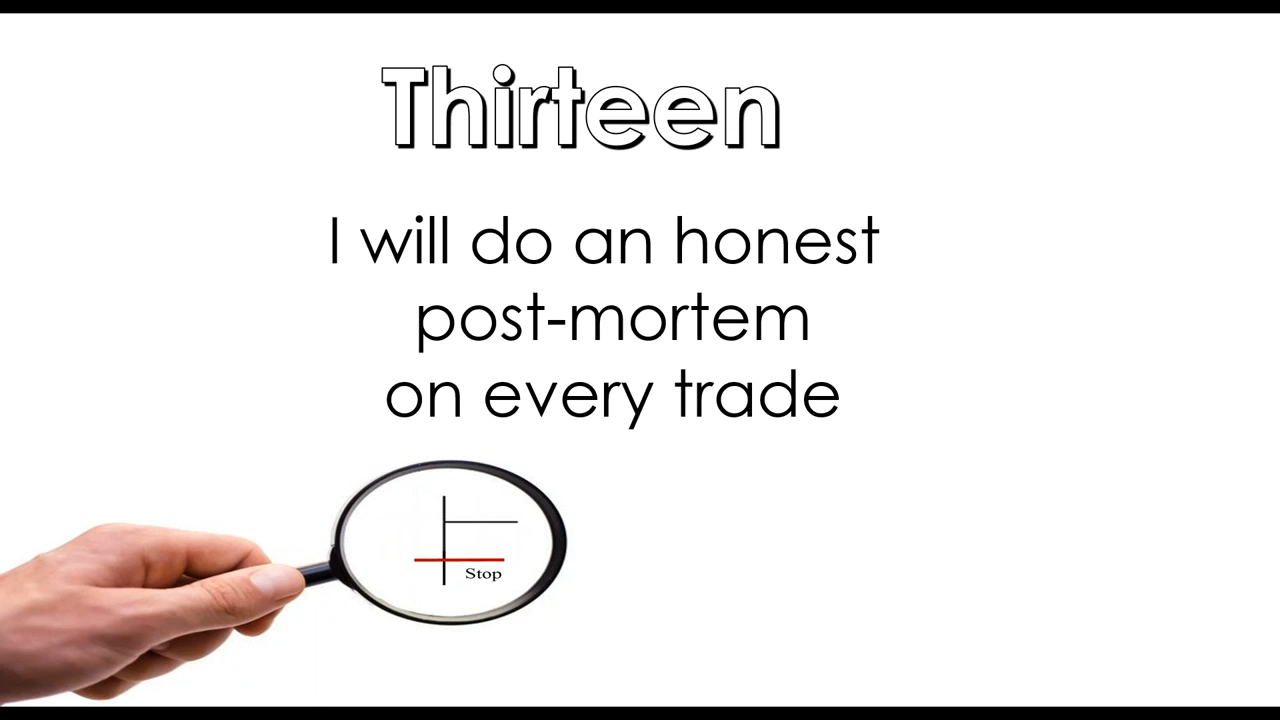 Thirteen
I will do an honest
post-mortem
on every trade
Stop